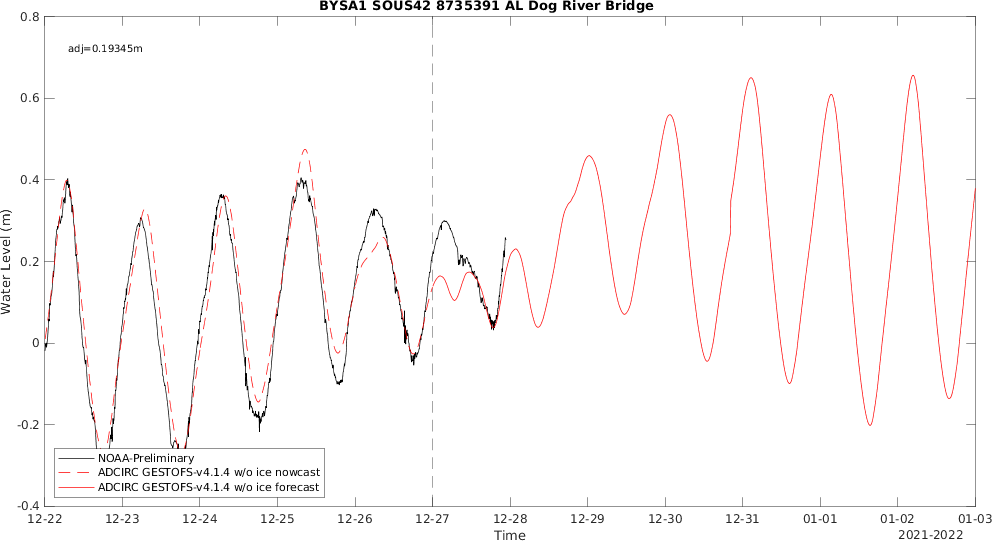 BYSA1 SOUS42 8735391 AL Dog River Bridge
adj=0.19345m
Water Level (m)
0.8
0.6
0.4
0.2
0
-0.2
-0.4
NOAA-Preliminary
ADCIRC GESTOFS-v4.1.4 w/o ice nowcast
ADCIRC GESTOFS-v4.1.4 w/o ice forecast
12-22 12-23 12-24 12-25 12-26 12-27 12-28 12-29 12-30 12-31 01-01 01-02 01-03
Time
2021-2022